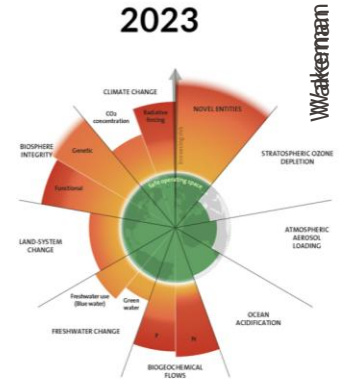 2023
Wakeman
CLIMATE CHANGE
CO₂
concentration
Radiative
forcing
NOVEL ENTITIES
Increasing risk
BIOSPHERE
INTEGRITY
Genetic
Functional
STRATOSPHERIC OZONE
DEPLETION
Safe operating space
ATMOSPHERIC
AEROSOL
LOADING
LAND-SYSTEM
CHANGE
Freshwater use
(Blue water)
Green
water
FRESHWATER CHANGE
OCEAN
ACIDIFICATION
P
N
BIOGEOCHEMICAL
FLOWS